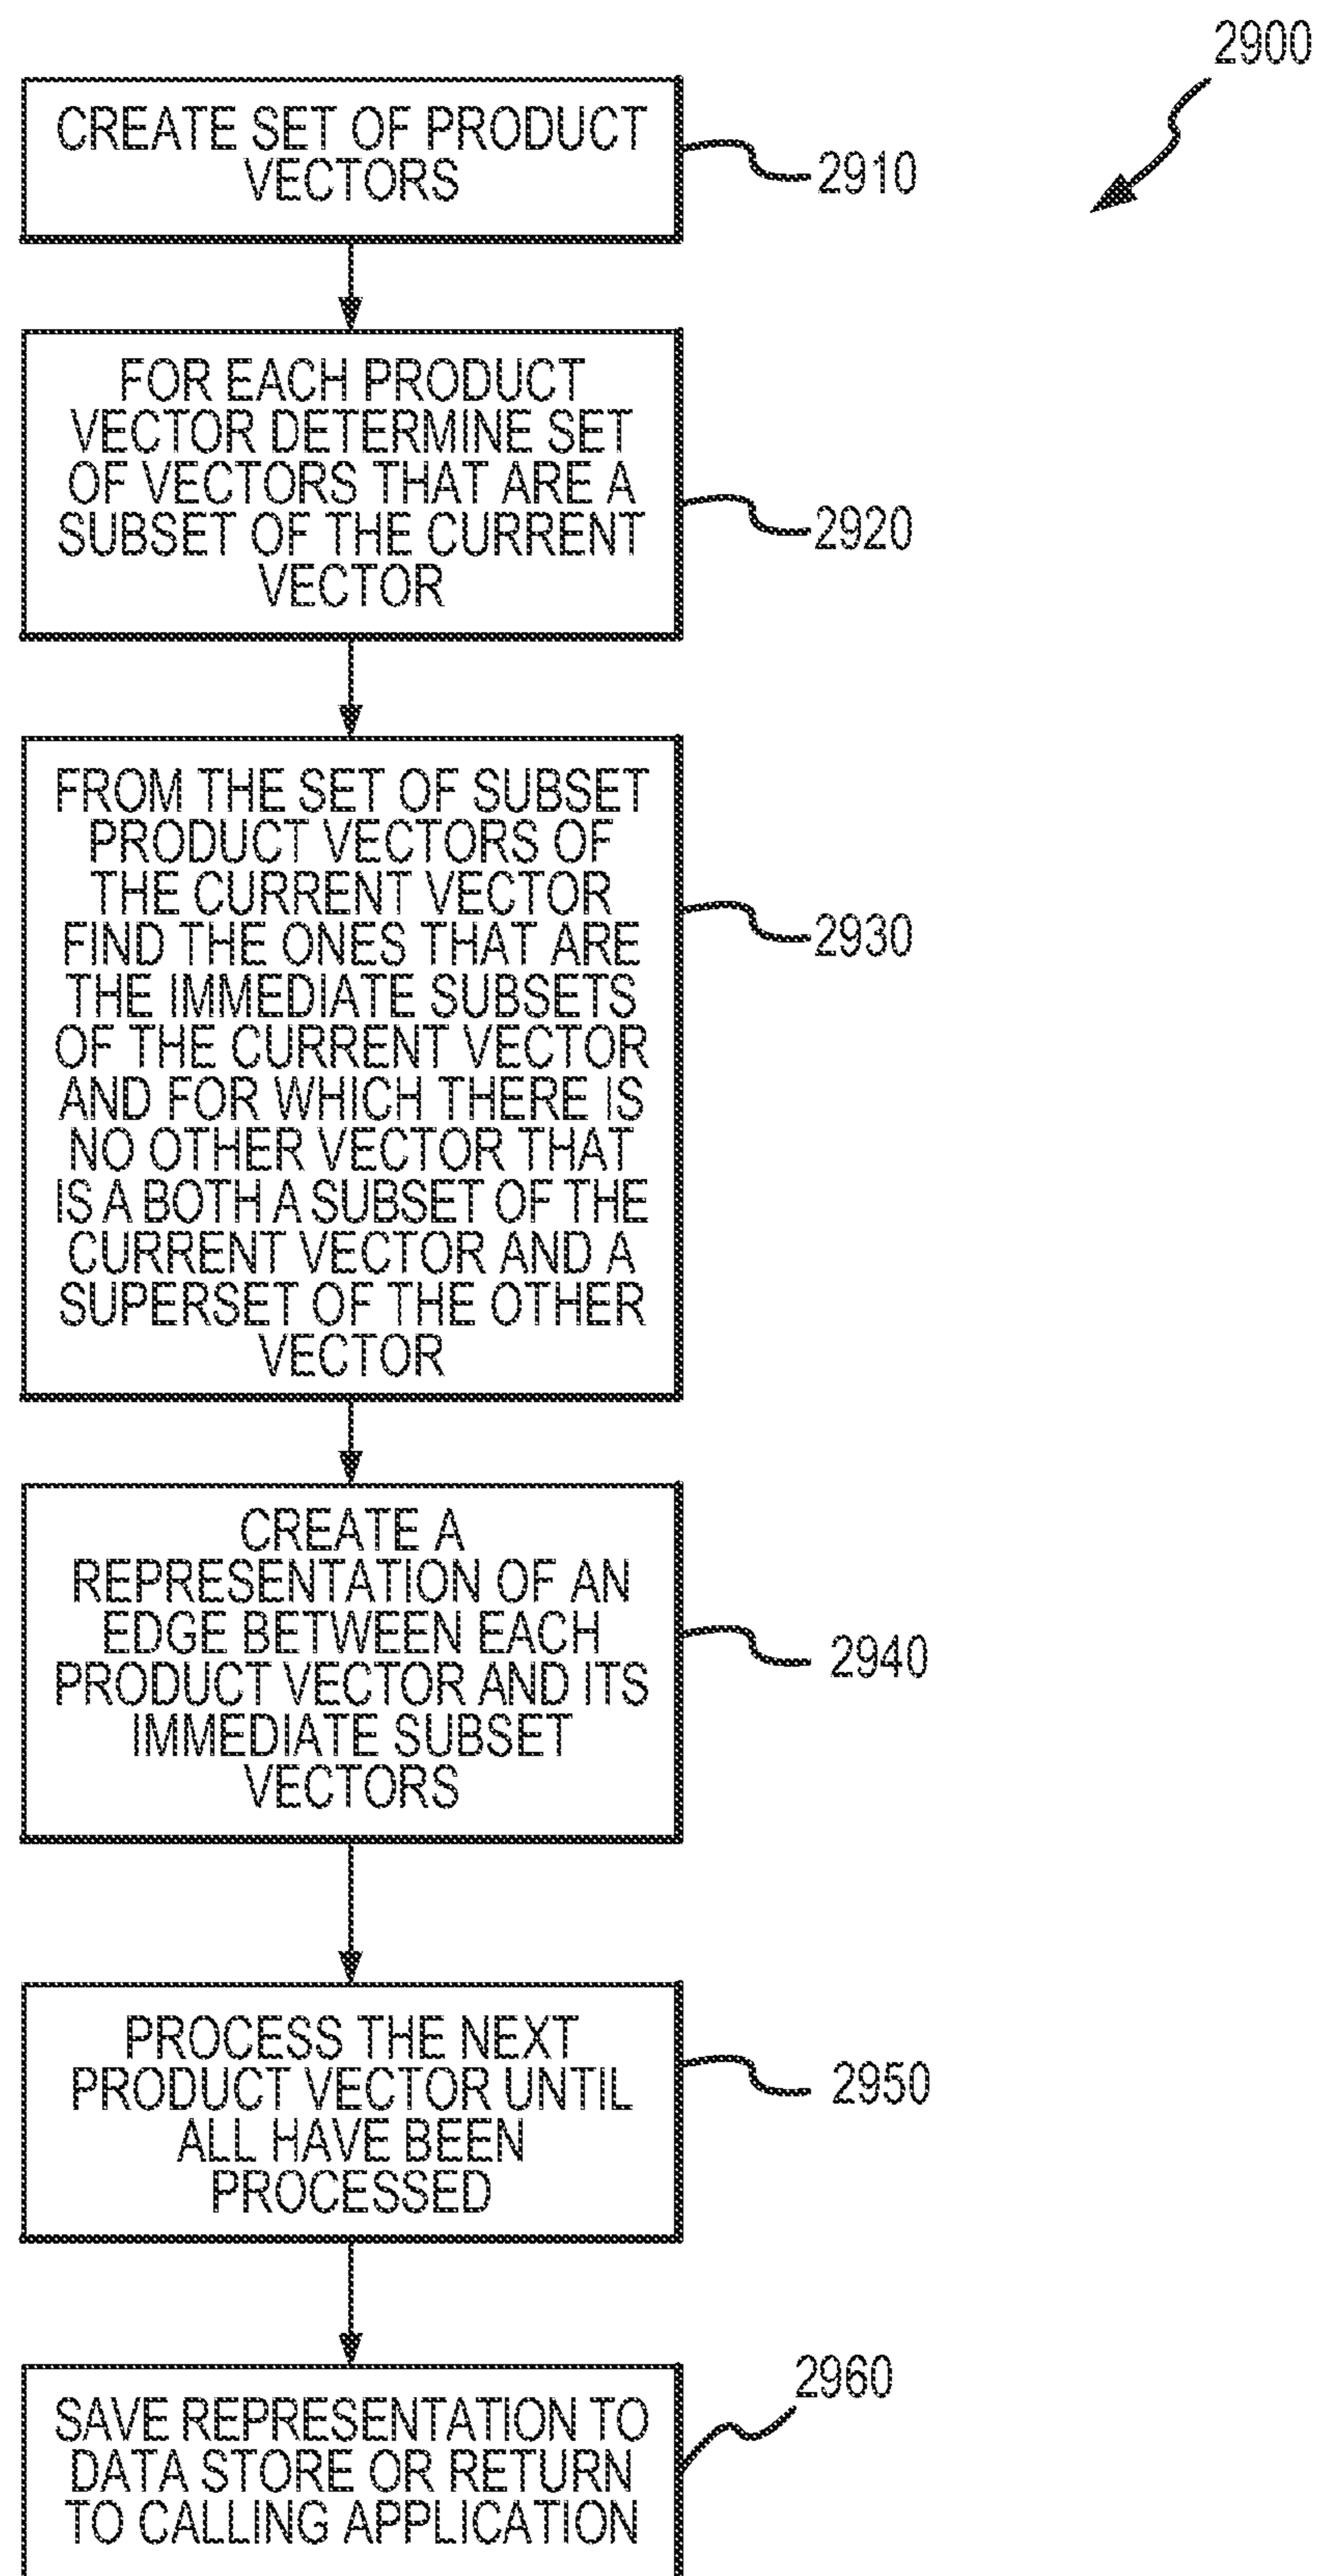 2900
CREATE SET OF PRODUCT
VECTORS
2910
FOR EACH PRODUCT
VECTOR DETERMINE SET
OF VECTORS THAT ARE A
SUBSET OF THE CURRENT
VECTOR
2920
FROM THE SET OF SUBSET
PRODUCT VECTORS OF
THE CURRENT VECTOR
FIND THE ONES THAT ARE
THE IMMEDIATE SUBSETS
OF THE CURRENT VECTOR
AND FOR WHICH THERE IS
NO OTHER VECTOR THAT
IS A BOTH A SUBSET OF THE
CURRENT VECTOR AND A
SUPERSET OF THE OTHER
VECTOR
2930
CREATE A
REPRESENTATION OF AN
EDGE BETWEEN EACH
PRODUCT VECTOR AND ITS
IMMEDIATE SUBSET
VECTORS
2940
PROCESS THE NEXT
PRODUCT VECTOR UNTIL
ALL HAVE BEEN
PROCESSED
2950
SAVE REPRESENTATION TO
DATA STORE OR RETURN
TO CALLING APPLICATION
2960